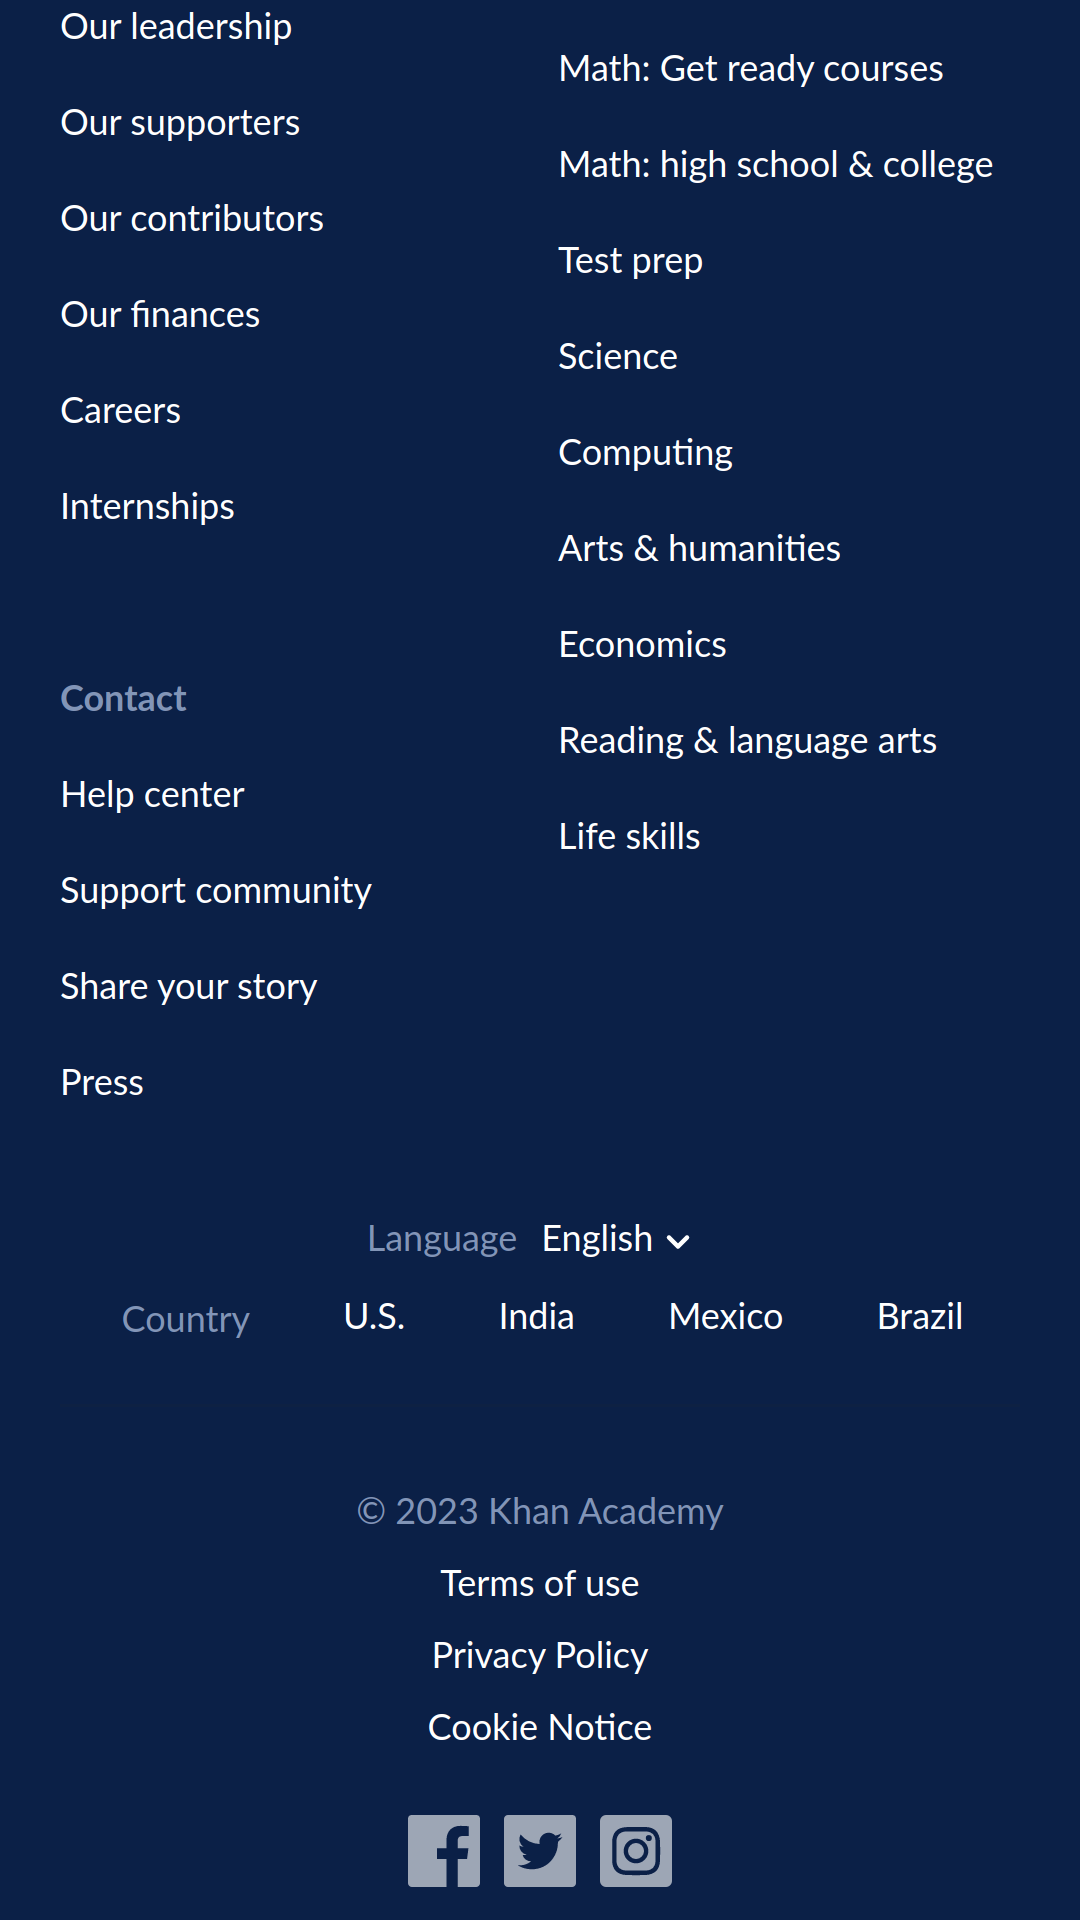 Our leadership
Our supporters
Our contributors
Our finances
Careers
Internships
Contact
Help center
Support community
Share your story
Press
Math: Get ready courses
Math: high school & college
Test prep
Science
Computing
Arts & humanities
Economics
Reading & language arts
Life skills
Language English
Country U.S. India Mexico Brazil
© 2023 Khan Academy
Terms of use
Privacy Policy
Cookie Notice